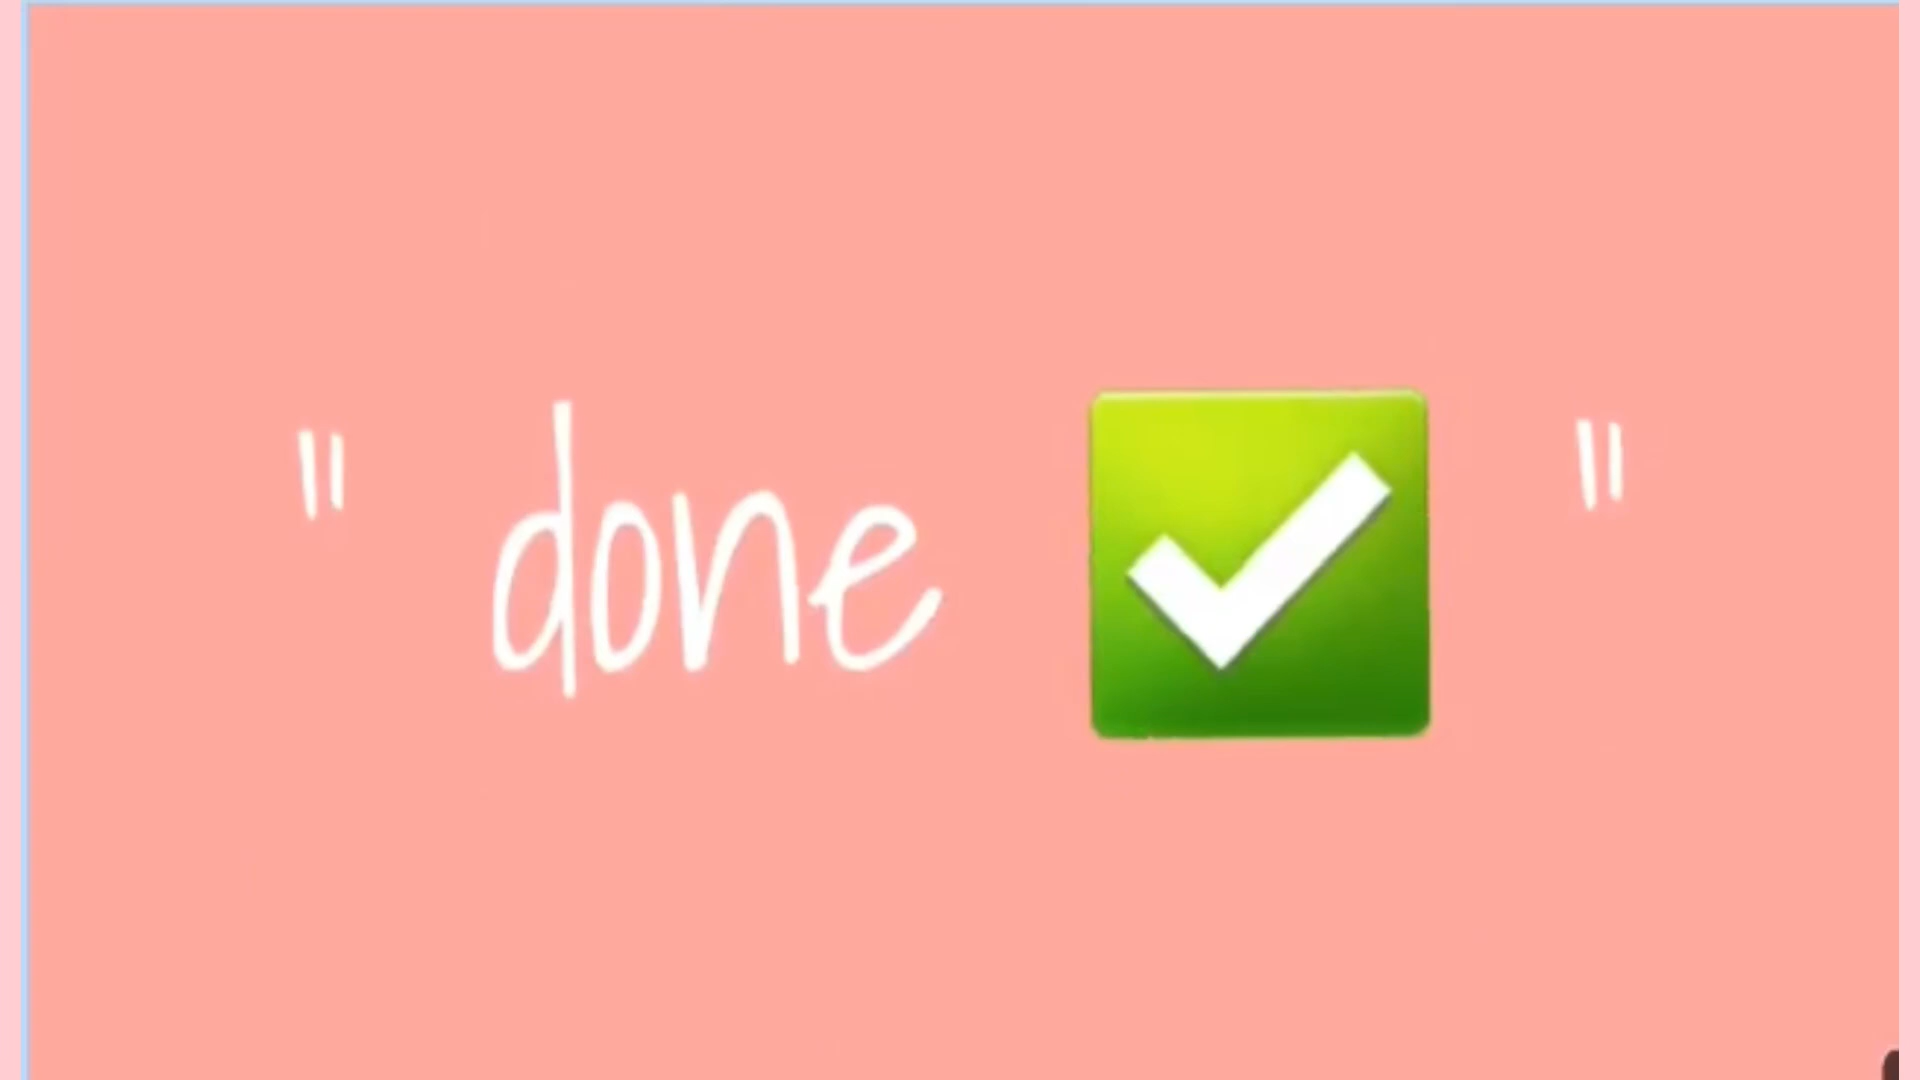 " done ✅ "